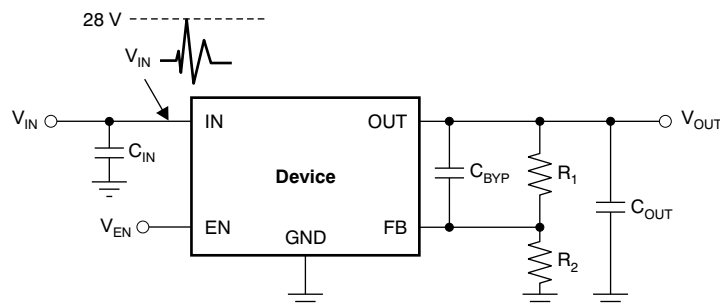 28 V
V_IN
V_IN
IN
OUT
V_OUT
C_IN
Device
C_BYP
R_1
C_OUT
V_EN
EN
GND
FB
R_2